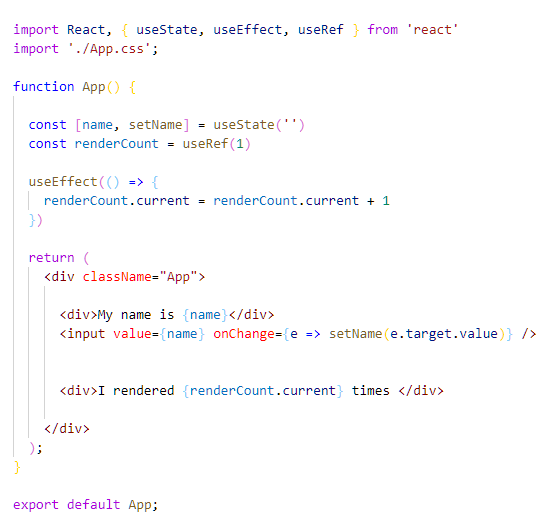 import React, { useState, useEffect, useRef } from 'react'
import './App.css';
function App() {
const [name, setName] = useState('')
const renderCount = useRef(1)
useEffect(() => {
renderCount.current = renderCount.current + 1
})
return (
<div className="App">
<div>My name is {name}</div>
<input value={name} onChange={e => setName(e.target.value)} />
<div>I rendered {renderCount.current} times </div>
</div>
);
}
export default App;